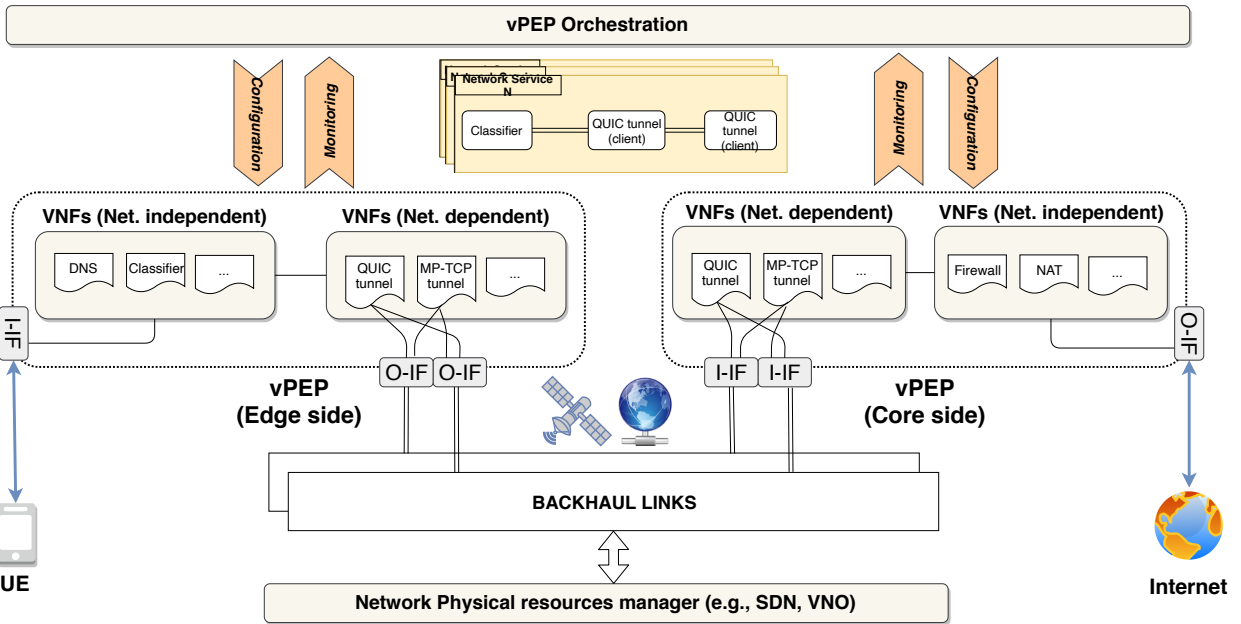 vPEP Orchestration
Configuration
Monitoring
Network Service
N
Classifier
QUIC tunnel
(client)
QUIC
tunnel
(client)
Monitoring
Configuration
VNFs (Net. independent)
DNS
Classifier
...
VNFs (Net. dependent)
QUIC
tunnel
MP-TCP
tunnel
...
VNFs (Net. dependent)
QUIC
tunnel
MP-TCP
tunnel
...
VNFs (Net. independent)
Firewall
NAT
...
I-IF
O-IF
O-IF
O-IF
I-IF
I-IF
vPEP
(Edge side)
vPEP
(Core side)
BACKHAUL LINKS
UE
Internet
Network Physical resources manager (e.g., SDN, VNO)